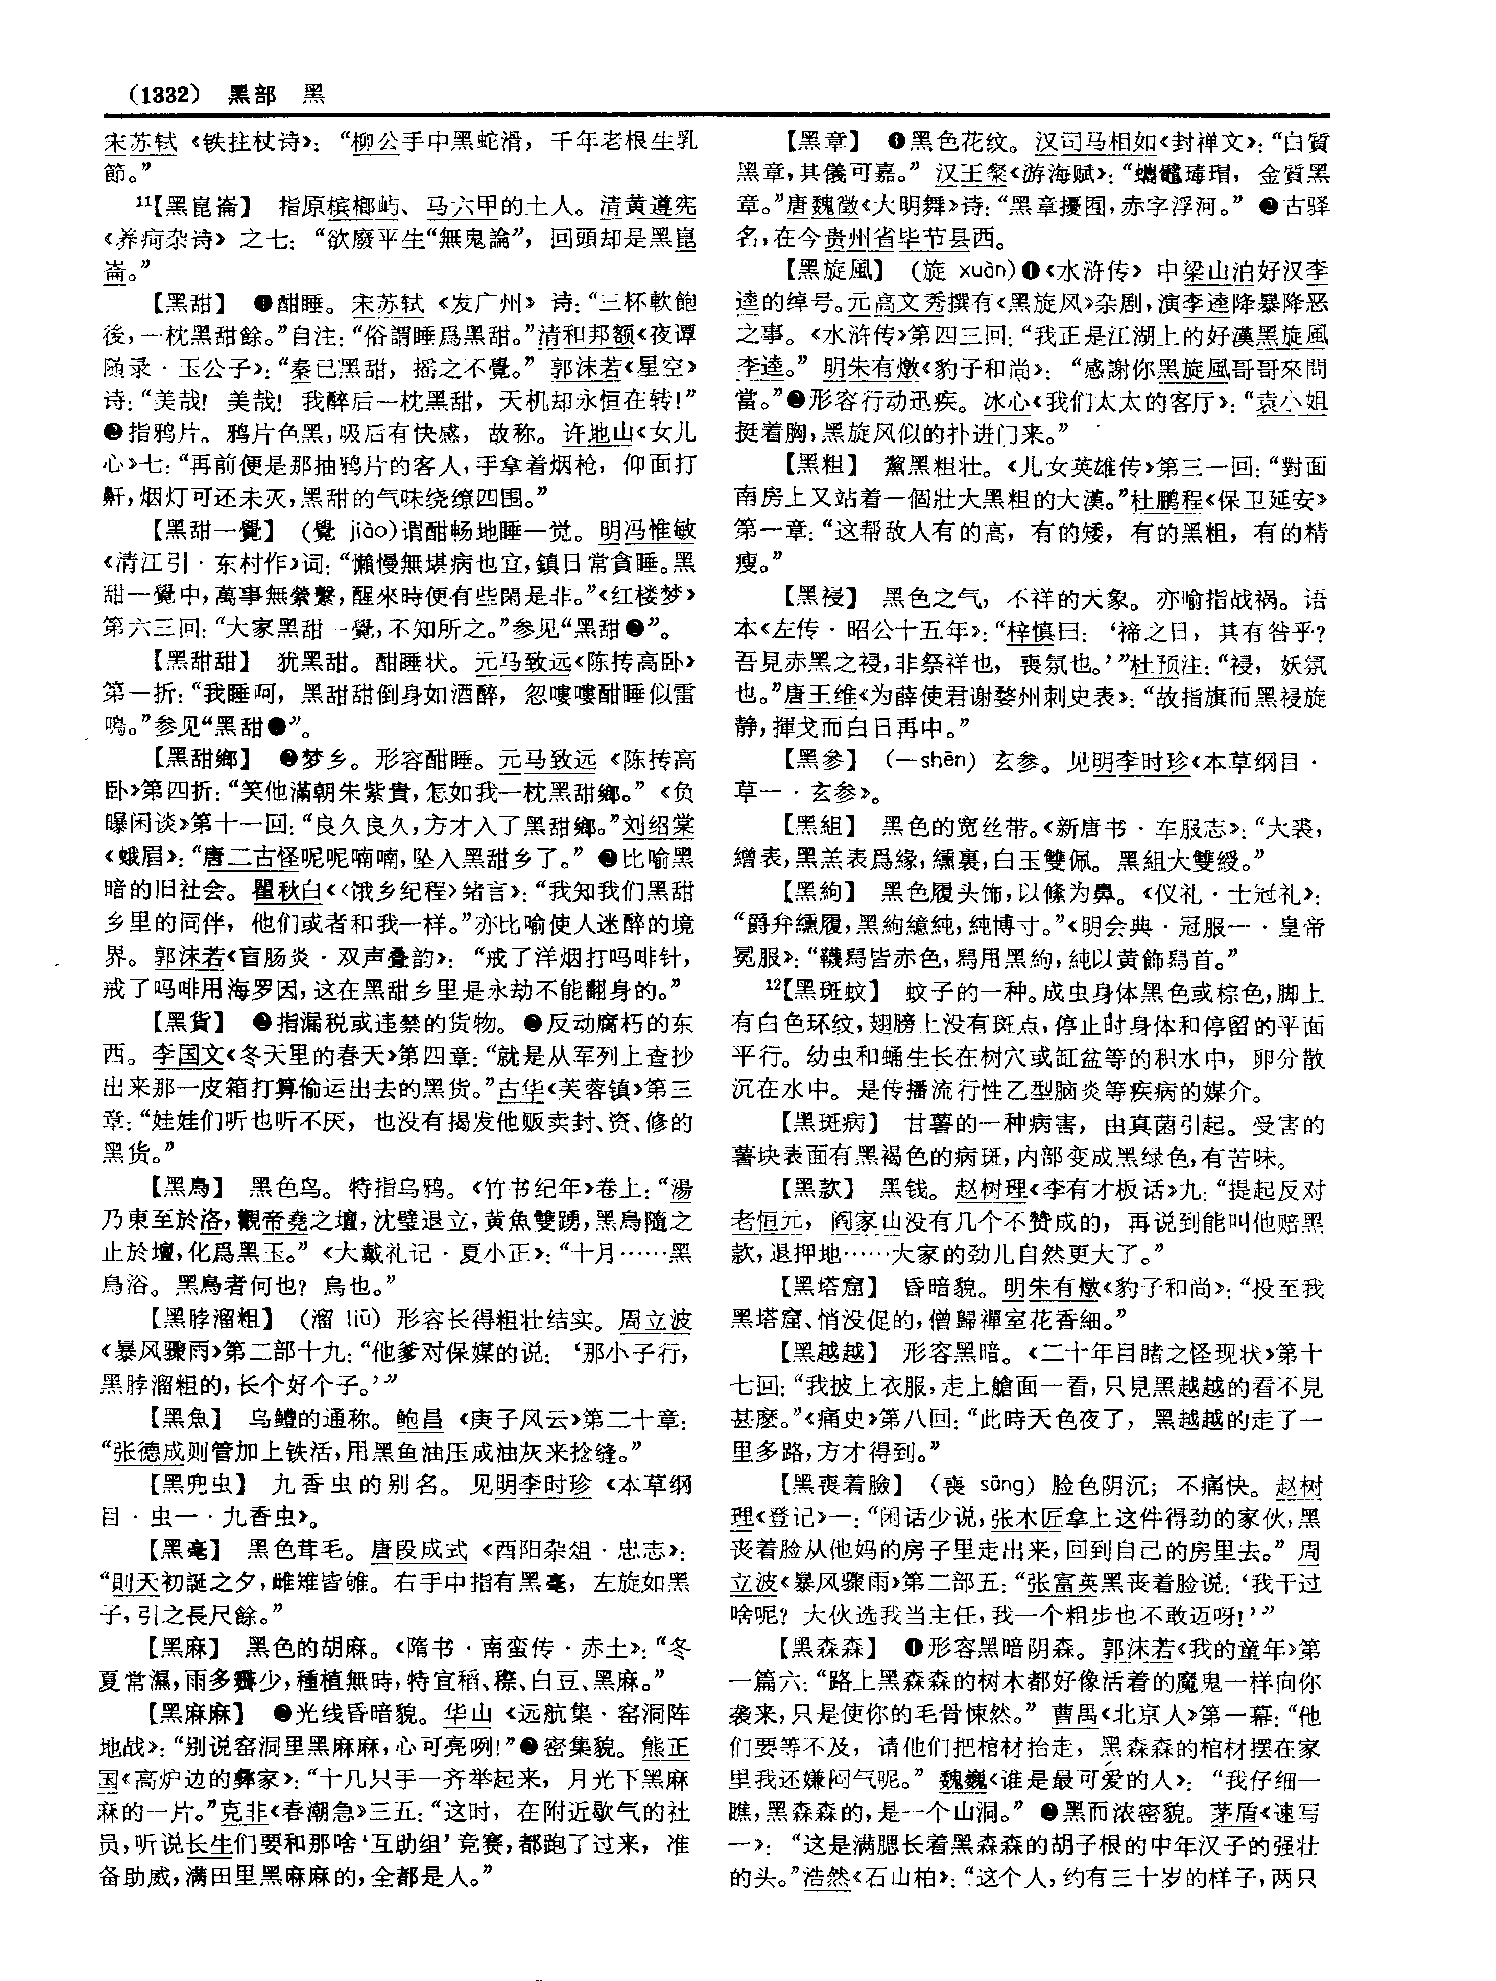 （1332） 黑部 黑
宋苏轼《铁拄杖诗》：“柳公手中黑蛇滑，千年老根生乳
節。”
¹¹【黑崑崙】 指原槟榔屿、马六甲的土人。清黄遵宪
《养疴杂诗》之七：“欲廢平生“無鬼論”，回頭却是黑崑
崙。”
【黑甜】 ❶酣睡。宋苏轼《发广州》诗：“三杯軟飽
後，一枕黑甜餘。”自注：“俗謂睡爲黑甜。”清和邦额《夜谭
随录·玉公子》：“秦已黑甜，摇之不覺。”郭沫若《星空》
诗：“美哉！美哉！我醉后一枕黑甜，天机却永恒在转！”
❷指鸦片。鸦片色黑，吸后有快感，故称。许地山《女儿
心》七：“再前便是那抽鸦片的客人，手拿着烟枪，仰面打
鼾，烟灯可还未灭，黑甜的气味绕缭四围。”
【黑甜一覺】 （覺 jiào）谓酣畅地睡一觉。明冯惟敏
《清江引·东村作》词：“懶慢無堪病也宜，鎮日常貪睡。黑
甜一覺中，萬事無縈繫，醒來時便有些閑是非。”《红楼梦》
第六三回：“大家黑甜一覺，不知所之。”参见“黑甜❶”。
【黑甜甜】 犹黑甜。酣睡状。元马致远《陈抟高卧》
第一折：“我睡呵，黑甜甜倒身如酒醉，忽嘍嘍酣睡似雷
鳴。”参见“黑甜❶”。
【黑甜鄉】 ❶梦乡。形容酣睡。元马致远《陈抟高
卧》第四折：“笑他滿朝朱紫貴，怎如我一枕黑甜鄉。”《负
曝闲谈》第十一回：“良久良久，方才入了黑甜鄉。”刘绍棠
《蛾眉》：“唐二古怪呢呢喃喃，坠入黑甜乡了。”❷比喻黑
暗的旧社会。瞿秋白《〈饿乡纪程〉绪言》：“我知我们黑甜
乡里的同伴，他们或者和我一样。”亦比喻使人迷醉的境
界。郭沫若《盲肠炎·双声叠韵》：“戒了洋烟打吗啡针，
戒了吗啡用海罗因，这在黑甜乡里是永劫不能翻身的。”
【黑貨】 ❶指漏税或违禁的货物。❷反动腐朽的东
西。李国文《冬天里的春天》第四章：“就是从军列上查抄
出来那一皮箱打算偷运出去的黑货。”古华《芙蓉镇》第三
章：“娃娃们听也听不厌，也没有揭发他贩卖封、资、修的
黑货。”
【黑鳥】 黑色鸟。特指乌鸦。《竹书纪年》卷上：“湯
乃東至於洛，觀帝堯之壇，沈璧退立，黄魚雙踴，黑鳥隨之
止於壇，化爲黑玉。”《大戴礼记·夏小正》：“十月……黑
鳥浴。黑鳥者何也？烏也。”
【黑脖溜粗】 （溜 liū）形容长得粗壮结实。周立波
《暴风骤雨》第二部十九：“他爹对保媒的说：‘那小子行，
黑脖溜粗的，长个好个子。’”
【黑魚】 乌鳢的通称。鲍昌《庚子风云》第二十章：
“张德成则管加上铁活，用黑鱼油压成油灰来捻缝。”
【黑兜虫】 九香虫的别名。见明李时珍《本草纲
目·虫一·九香虫》。
【黑毫】 黑色茸毛。唐段成式《酉阳杂俎·忠志》：
“則天初誕之夕，雌雉皆雊。右手中指有黑毫，左旋如黑
子，引之長尺餘。”
【黑麻】 黑色的胡麻。《隋书·南蛮传·赤土》：“冬
夏常温，雨多霽少，種植無時，特宜稻、穄、白豆、黑麻。”
【黑麻麻】 ❶光线昏暗貌。华山《远航集·窑洞阵
地战》：“别说窑洞里黑麻麻，心可亮咧！”❷密集貌。熊正
国《高炉边的彝家》：“十几只手一齐举起来，月光下黑麻
麻的一片。”克非《春潮急》三五：“这时，在附近歇气的社
员，听说长生们要和那啥‘互助组’竞赛，都跑了过来，准
备助威，满田里黑麻麻的，全都是人。”
【黑章】 ❶黑色花纹。汉司马相如《封禅文》：“白質
黑章，其儀可嘉。”汉王粲《游海赋》：“蟕蠵瑇瑁，金質黑
章。”唐魏徵《大明舞》诗：“黑章擾囿，赤字浮河。”❷古驿
名，在今贵州省毕节县西。
【黑旋風】 （旋 xuàn）❶《水浒传》中梁山泊好汉李
逵的绰号。元高文秀撰有《黑旋风》杂剧，演李逵降暴降恶
之事。《水浒传》第四三回：“我正是江湖上的好漢黑旋風
李逵。”明朱有燉《豹子和尚》：“感謝你黑旋風哥哥來問
當。”❷形容行动迅疾。冰心《我们太太的客厅》：“袁小姐
挺着胸，黑旋风似的扑进门来。”
【黑粗】 黧黑粗壮。《儿女英雄传》第三一回：“對面
南房上又站着一個壯大黑粗的大漢。”杜鹏程《保卫延安》
第一章：“这帮敌人有的高，有的矮，有的黑粗，有的精
瘦。”
【黑祲】 黑色之气，不祥的天象。亦喻指战祸。语
本《左传·昭公十五年》：“梓慎曰：‘禘之日，其有咎乎？
吾見赤黑之祲，非祭祥也，喪氛也。’”杜预注：“祲，妖氛
也。”唐王维《为薛使君谢婺州刺史表》：“故指旗而黑祲旋
静，揮戈而白日再中。”
【黑參】 （—shēn）玄参。见明李时珍《本草纲目·
草一·玄参》。
【黑組】 黑色的宽丝带。《新唐书·车服志》：“大裘，
繒表，黑羔表爲緣，纁裏，白玉雙佩。黑組大雙綬。”
【黑絇】 黑色履头饰，以絛为鼻。《仪礼·士冠礼》：
“爵弁纁履，黑絇繶純，純博寸。”《明会典·冠服一·皇帝
冕服》：“韈舄皆赤色，舄用黑絇，純以黄飾舄首。”
¹²【黑斑蚊】 蚊子的一种。成虫身体黑色或棕色，脚上
有白色环纹，翅膀上没有斑点，停止时身体和停留的平面
平行。幼虫和蛹生长在树穴或缸盆等的积水中，卵分散
沉在水中。是传播流行性乙型脑炎等疾病的媒介。
【黑斑病】 甘薯的一种病害，由真菌引起。受害的
薯块表面有黑褐色的病斑，内部变成黑绿色，有苦味。
【黑款】 黑钱。赵树理《李有才板话》九：“提起反对
老恒元，阎家山没有几个不赞成的，再说到能叫他赔黑
款，退押地……大家的劲儿自然更大了。”
【黑塔窟】 昏暗貌。明朱有燉《豹子和尚》：“投至我
黑塔窟、悄没促的，僧歸禪室花香細。”
【黑越越】 形容黑暗。《二十年目睹之怪现状》第十
七回：“我披上衣服，走上艙面一看，只見黑越越的看不見
甚麽。”《痛史》第八回：“此時天色夜了，黑越越的走了一
里多路，方才得到。”
【黑喪着臉】 （喪 sāng）脸色阴沉；不痛快。赵树
理《登记》一：“闲话少说，张木匠拿上这件得劲的家伙，黑
丧着脸从他妈的房子里走出来，回到自己的房里去。”周
立波《暴风骤雨》第二部五：“张富英黑丧着脸说：‘我干过
啥呢？大伙选我当主任，我一个粗步也不敢迈呀！’”
【黑森森】 ❶形容黑暗阴森。郭沫若《我的童年》第
一篇六：“路上黑森森的树木都好像活着的魔鬼一样向你
袭来，只是使你的毛骨悚然。”曹禺《北京人》第一幕：“他
们要等不及，请他们把棺材抬走，黑森森的棺材摆在家
里我还嫌闷气呢。”魏巍《谁是最可爱的人》：“我仔细一
瞧，黑森森的，是一个山洞。”❷黑而浓密貌。茅盾《速写
一》：“这是满腮长着黑森森的胡子根的中年汉子的强壮
的头。”浩然《石山柏》：“这个人，约有三十岁的样子，两只